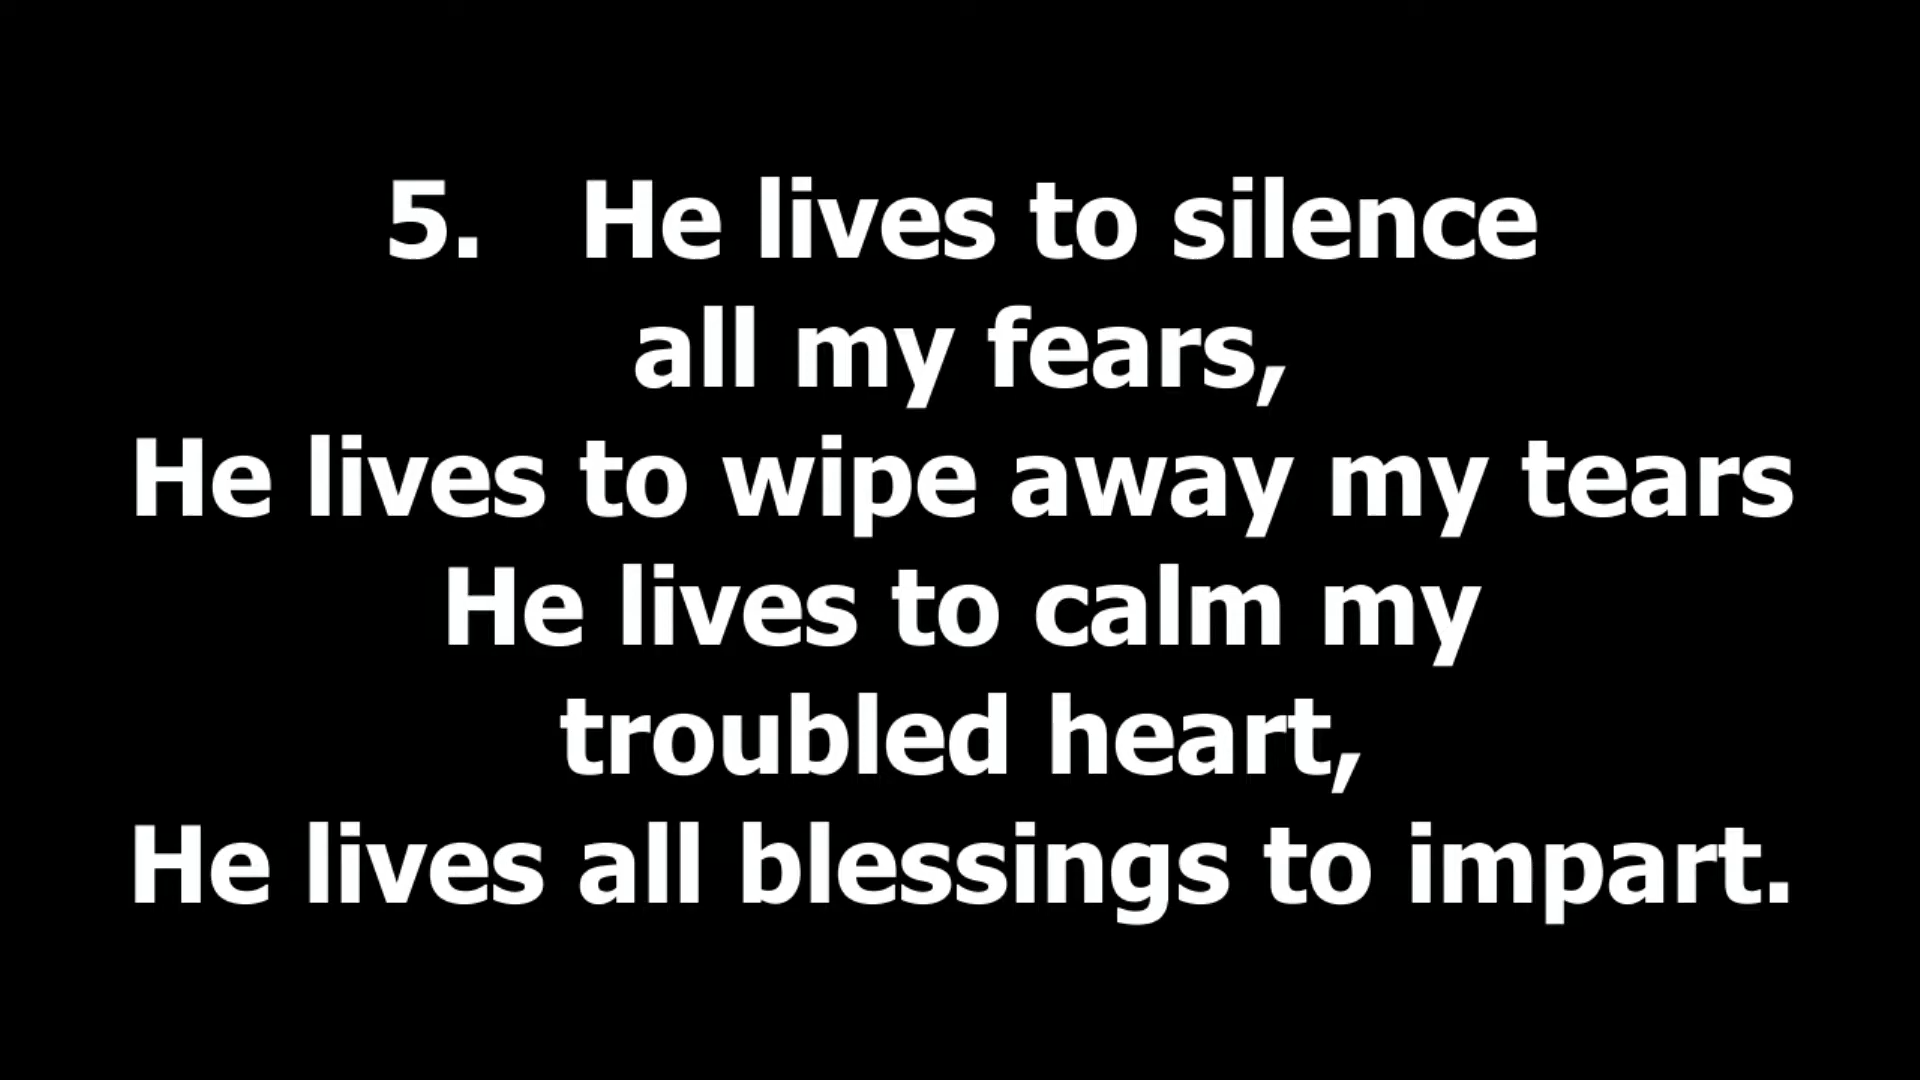 5. He lives to silence
all my fears,
He lives to wipe away my tears
He lives to calm my
troubled heart,
He lives all blessings to impart.